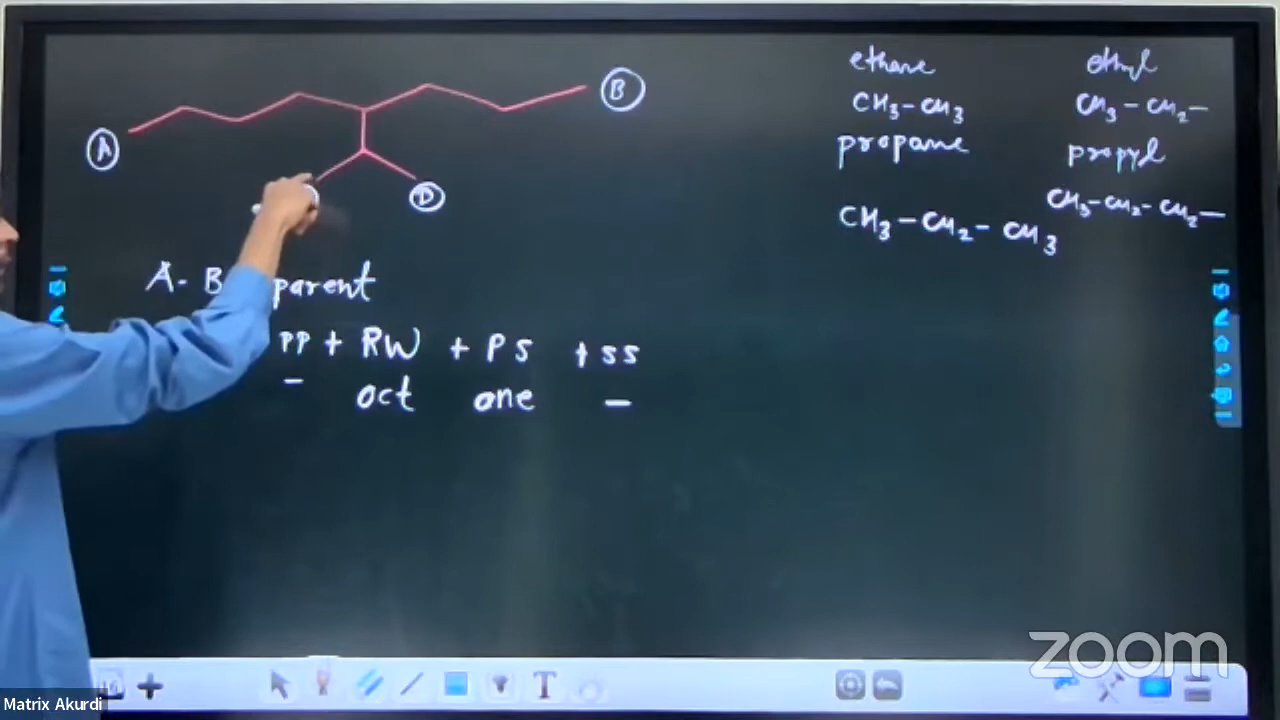 ethane ethyl
CH3-CH3 CH3-CH2-
propane propyl
CH3-CH2-CH3 CH3-CH2-CH2-
A B D
A-B parent
PP + RW + PS + SS
- oct ane -
T
zoom
Matrix Akurdi